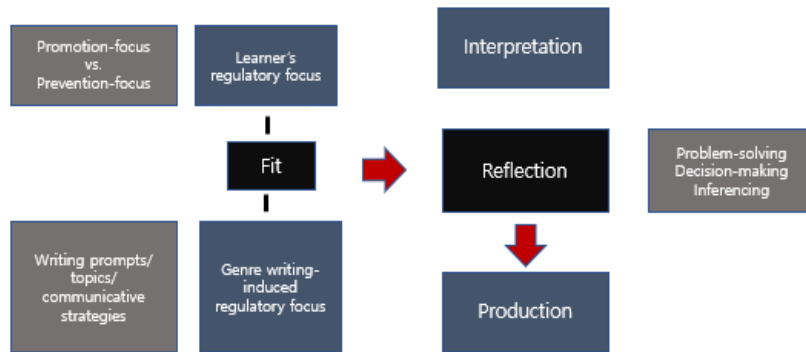 Promotion-focus
vs.
Prevention-focus
Learner's
regulatory focus
Interpretation
Fit
Reflection
Problem-solving
Decision-making
Inferencing
Writing prompts/
topics/
communicative
strategies
Genre writing-
induced
regulatory focus
Production